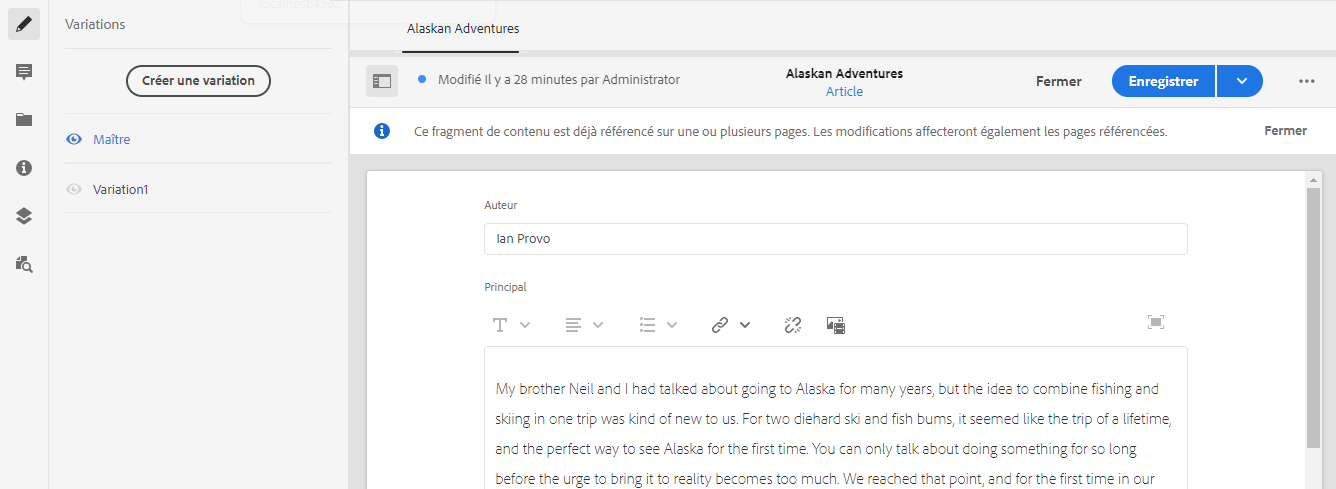 localhost:4502
Variations
Créer une variation
Maître
Variation1
Alaskan Adventures
Modifié Il y a 28 minutes par Administrator
Alaskan Adventures
Article
Fermer
Enregistrer
Ce fragment de contenu est déjà référencé sur une ou plusieurs pages. Les modifications affecteront également les pages référencées.
Fermer
Auteur
Ian Provo
Principal
My brother Neil and I had talked about going to Alaska for many years, but the idea to combine fishing and
skiing in one trip was kind of new to us. For two diehard ski and fish bums, it seemed like the trip of a lifetime,
and the perfect way to see Alaska for the first time. You can only talk about doing something for so long
before the urge to bring it to reality becomes too much. We reached that point, and for the first time in our